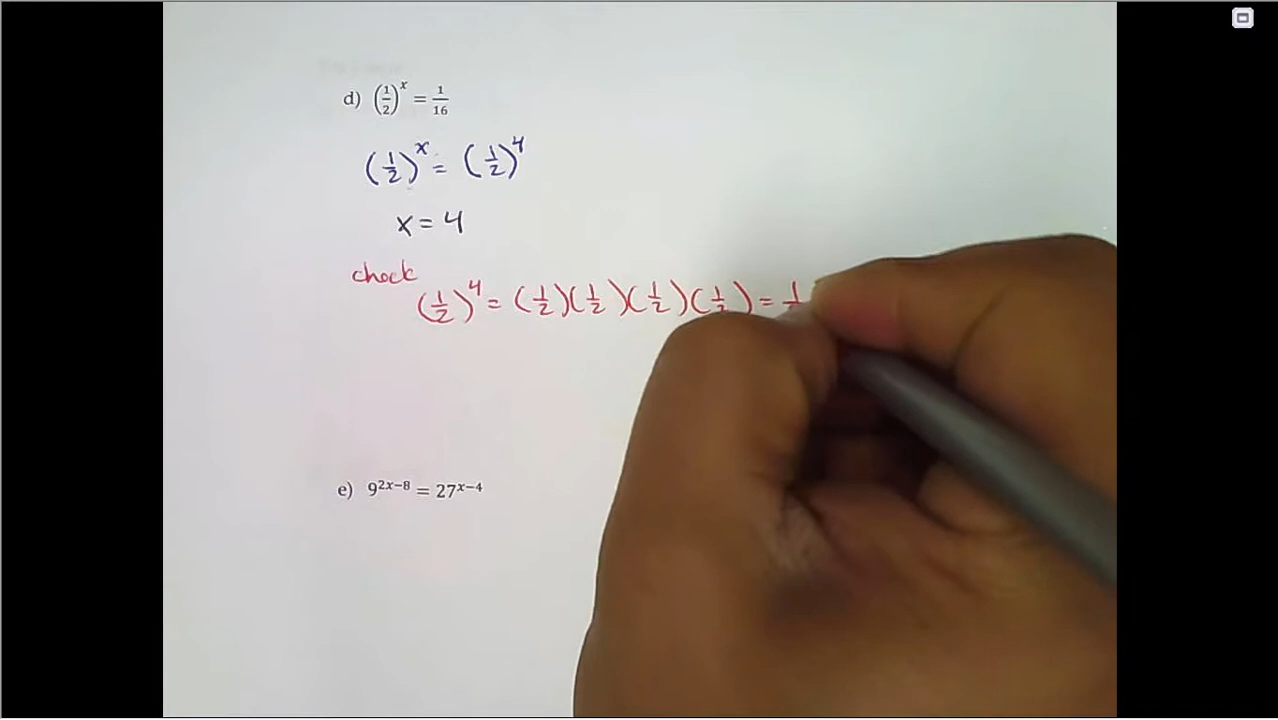 d) (1/2)^x = 1/16
(1/2)^x = (1/2)^4
x = 4
check
(1/2)^4 = (1/2)(1/2)(1/2)(1/2) = 1
e) 9^{2x−8} = 27^{x−4}